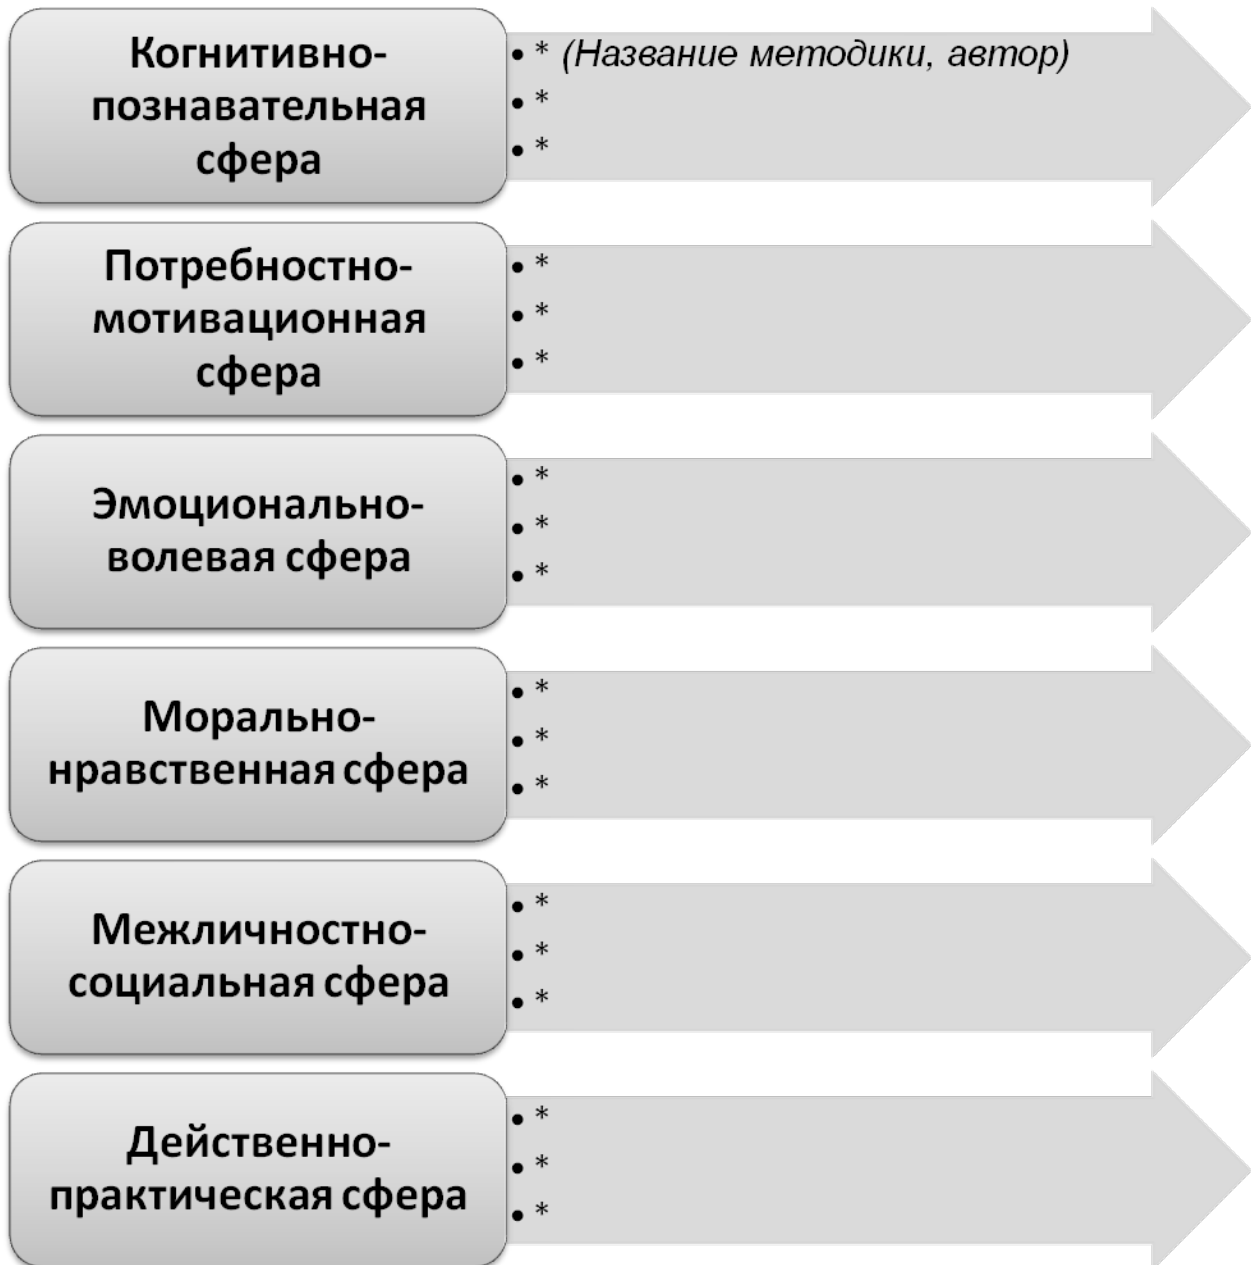 Когнитивно-
познавательная
сфера
• * (Название методики, автор)
• *
• *
Потребностно-
мотивационная
сфера
• *
• *
• *
Эмоционально-
волевая сфера
• *
• *
• *
Морально-
нравственная сфера
• *
• *
• *
Межличностно-
социальная сфера
• *
• *
• *
Действенно-
практическая сфера
• *
• *
• *